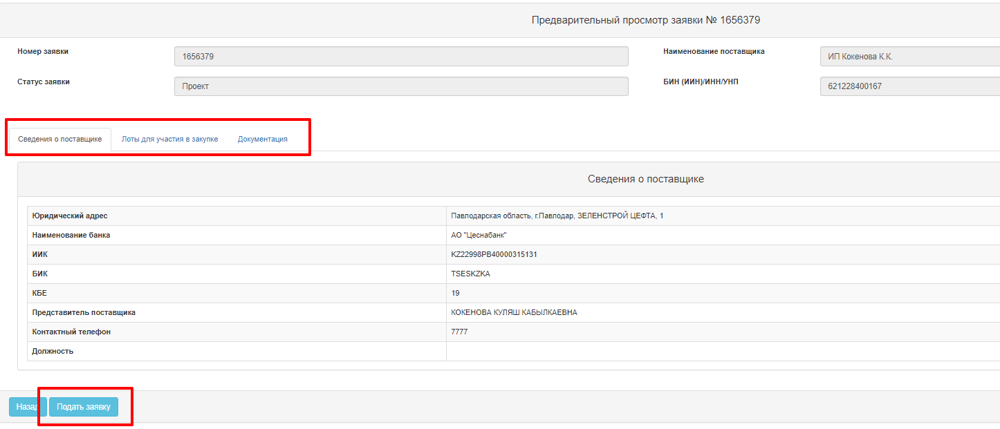 Предварительный просмотр заявки № 1656379
Номер заявки 1656379 Наименование поставщика ИП Кокенова К.К.
Статус заявки Проект БИН (ИИН)/ИНН/УНП 621228400167
Сведения о поставщике Лоты для участия в закупке Документация
Сведения о поставщике
Юридический адрес Павлодарская область, г.Павлодар, ЗЕЛЕНСТРОЙ ЦЕФТА, 1
Наименование банка АО "Цеснабанк"
ИИК KZ22998PB40000315131
БИК TSESKZKA
КБЕ 19
Представитель поставщика КОКЕНОВА КУЛЯШ КАБЫЛКАЕВНА
Контактный телефон 7777
Должность
Назад Подать заявку